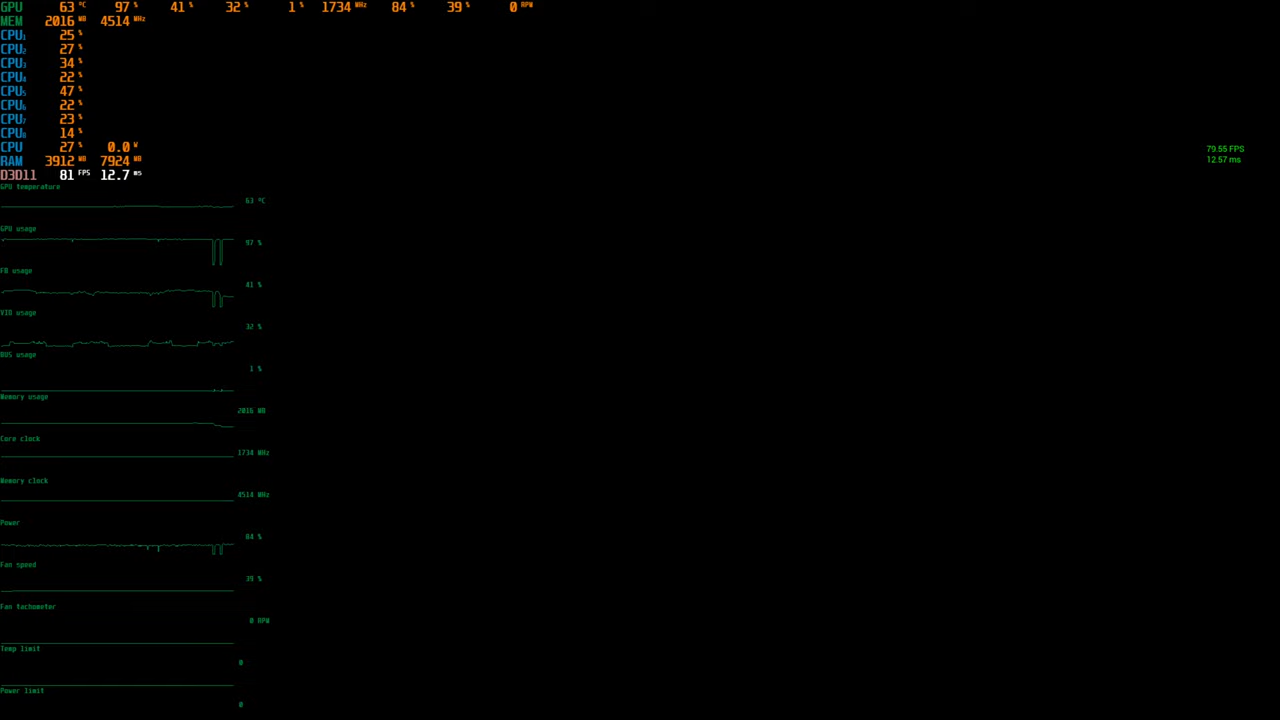 GPU 63 °C 97 % 41 % 32 % 1 % 1734 MHz 84 % 39 % 0 RPM
MEM 2016 MB 4514 MHz
CPU1 25 %
CPU2 27 %
CPU3 34 %
CPU4 22 %
CPU5 47 %
CPU6 22 %
CPU7 23 %
CPU8 14 %
CPU 27 % 0.0 W
RAM 3912 MB 7924 MB
D3D11 81 FPS 12.7 ms
79.55 FPS
12.57 ms
GPU temperature
63 °C
GPU usage
97 %
FB usage
41 %
VID usage
32 %
BUS usage
1 %
Memory usage
2016 MB
Core clock
1734 MHz
Memory clock
4514 MHz
Power
84 %
Fan speed
39 %
Fan tachometer
0 RPM
Temp limit
0
Power limit
0